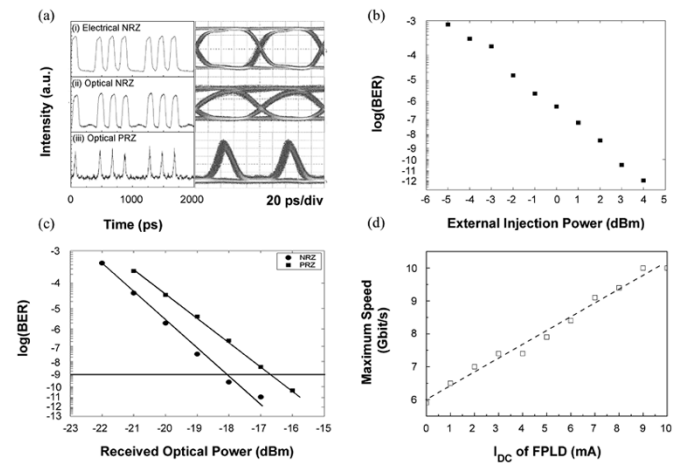 (a)
(i) Electrical NRZ
(ii) Optical NRZ
(iii) Optical PRZ
Intensity (a.u.)
0 1000 2000
Time (ps)
20 ps/div
(b)
log(BER)
-3
-4
-5
-6
-7
-8
-9
-10
-11
-12
-6 -5 -4 -3 -2 -1 0 1 2 3 4 5
External Injection Power (dBm)
(c)
log(BER)
-3
-4
-5
-6
-7
-8
-9
-10
-11
-12
-13
NRZ
PRZ
-23 -22 -21 -20 -19 -18 -17 -16 -15
Received Optical Power (dBm)
(d)
Maximum Speed
(Gbit/s)
10
9
8
7
6
0 1 2 3 4 5 6 7 8 9 10
IDC of FPLD (mA)